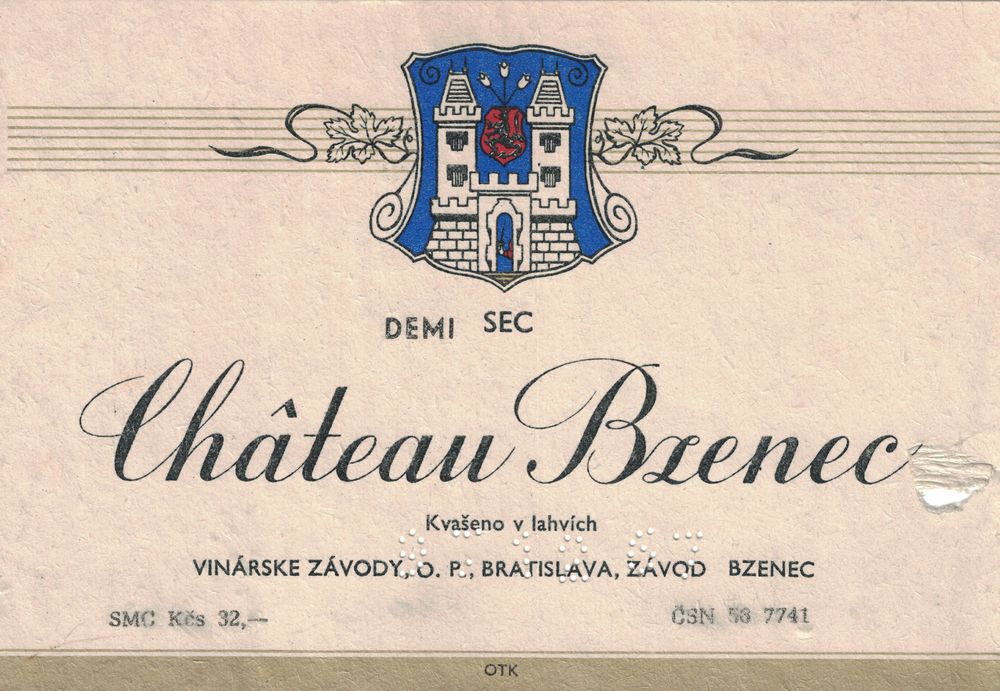 DEMI SEC
Château Bzenec
Kvašeno v lahvích
VINÁRSKE ZÁVODY, O. P., BRATISLAVA, ZÁVOD BZENEC
SMC Kčs 32,— ČSN 56 7741
OTK